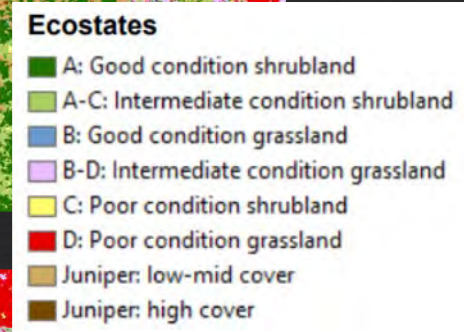 Ecostates
A: Good condition shrubland
A-C: Intermediate condition shrubland
B: Good condition grassland
B-D: Intermediate condition grassland
C: Poor condition shrubland
D: Poor condition grassland
Juniper: low-mid cover
Juniper: high cover